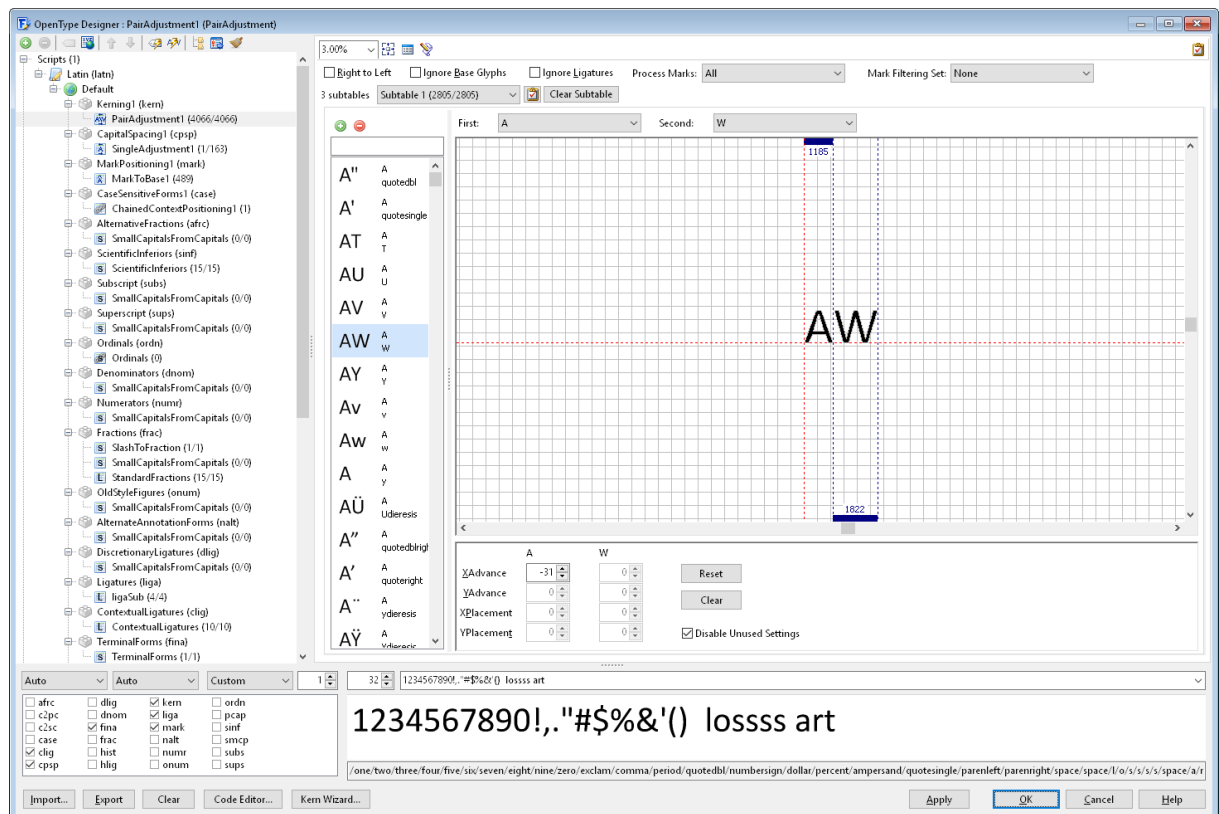 OpenType Designer : PairAdjustment1 (PairAdjustment)
Scripts (1)
Latin (latn)
Default
Kerning1 (kern)
PairAdjustment1 (4066/4066)
CapitalSpacing1 (cpsp)
SingleAdjustment1 (1/163)
MarkPositioning1 (mark)
MarkToBase1 (489)
CaseSensitiveForms1 (case)
ChainedContextPositioning1 (1)
AlternativeFractions (afrc)
SmallCapitalsFromCapitals (0/0)
ScientificInferiors (sinf)
ScientificInferiors (15/15)
Subscript (subs)
SmallCapitalsFromCapitals (0/0)
Superscript (sups)
SmallCapitalsFromCapitals (0/0)
Ordinals (ordn)
Ordinals (0)
Denominators (dnom)
SmallCapitalsFromCapitals (0/0)
Numerators (numr)
SmallCapitalsFromCapitals (0/0)
Fractions (frac)
SlashToFraction (1/1)
SmallCapitalsFromCapitals (0/0)
StandardFractions (15/15)
OldStyleFigures (onum)
SmallCapitalsFromCapitals (0/0)
AlternateAnnotationForms (nalt)
SmallCapitalsFromCapitals (0/0)
DiscretionaryLigatures (dlig)
SmallCapitalsFromCapitals (0/0)
Ligatures (liga)
ligaSub (4/4)
ContextualLigatures (clig)
ContextualLigatures (10/10)
TerminalForms (fina)
TerminalForms (1/1)
3.00%
Right to Left Ignore Base Glyphs Ignore Ligatures Process Marks: All Mark Filtering Set: None
3 subtables Subtable 1 (2805/2805) Clear Subtable
First: A Second: W
A" A quotedbl
A' A quotesingle
AT A T
AU A U
AV A V
AW A W
AY A Y
Av A v
Aw A w
A A y
AÜ A Udieresis
A” A quotedblrigh
A’ A quoteright
A¨ A ydieresis
AŸ A Ydieresis
1185
AW
1822
A W
XAdvance -31 0 Reset
YAdvance 0 0 Clear
XPlacement 0 0
YPlacement 0 0 Disable Unused Settings
Auto Auto Custom 1 32 1234567890!,."#$%&'() lossss art
afrc dlig kern ordn
c2pc dnom liga pcap
c2sc fina mark sinf
case frac nalt smcp
clig hist numr subs
cpsp hlig onum sups
1234567890!,."#$%&'() lossss art
/one/two/three/four/five/six/seven/eight/nine/zero/exclam/comma/period/quotedbl/numbersign/dollar/percent/ampersand/quotesingle/parenleft/parenright/space/space/l/o/s/s/s/s/space/a/r
Import... Export Clear Code Editor... Kern Wizard... Apply OK Cancel Help